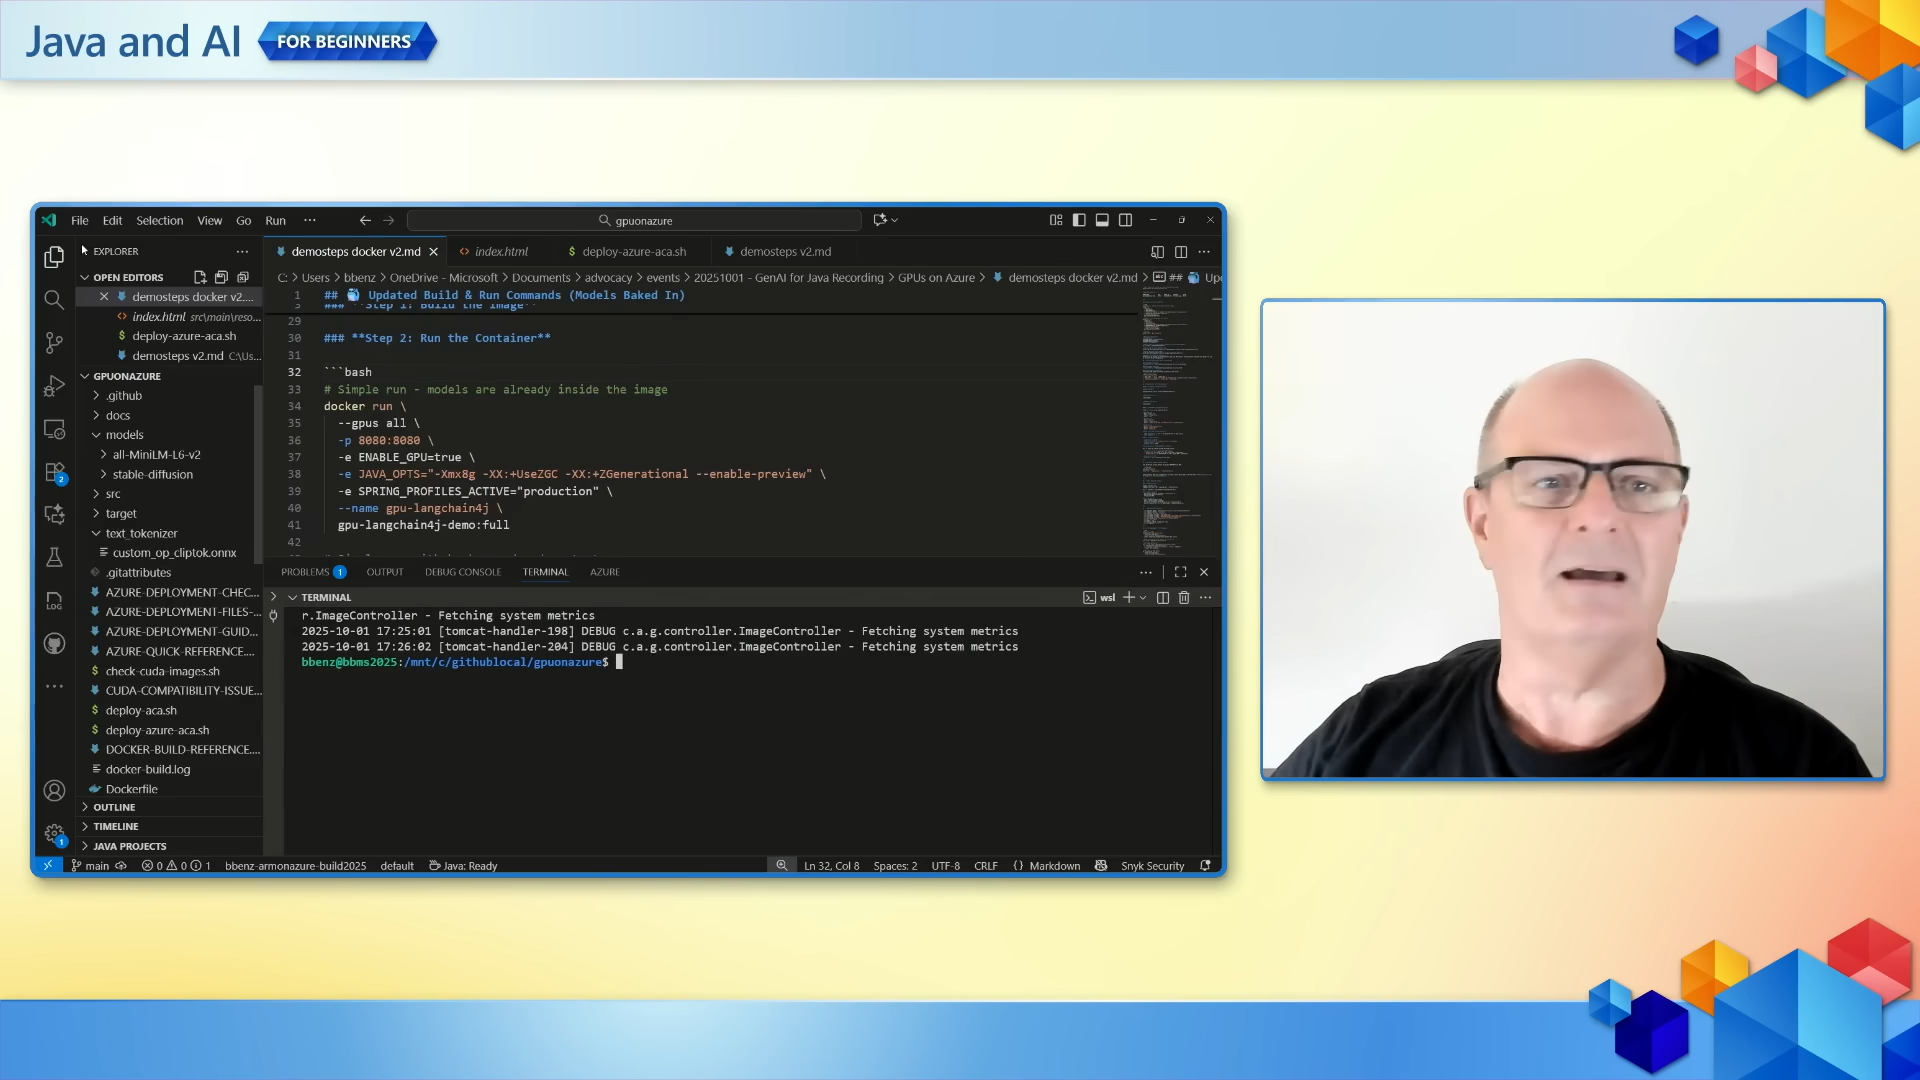 Java and AI FOR BEGINNERS
File Edit Selection View Go Run ··· gpuonazure
EXPLORER
OPEN EDITORS
demosteps docker v2....
index.html src\main\reso...
deploy-azure-aca.sh
demosteps v2.md C:\Us...
GPUONAZURE
.github
docs
models
all-MiniLM-L6-v2
stable-diffusion
src
target
text_tokenizer
custom_op_cliptok.onnx
.gitattributes
AZURE-DEPLOYMENT-CHEC...
AZURE-DEPLOYMENT-FILES-...
AZURE-DEPLOYMENT-GUID...
AZURE-QUICK-REFERENCE....
check-cuda-images.sh
CUDA-COMPATIBILITY-ISSUE...
deploy-aca.sh
deploy-azure-aca.sh
DOCKER-BUILD-REFERENCE....
docker-build.log
Dockerfile
OUTLINE
TIMELINE
JAVA PROJECTS
2
LOG
1
demosteps docker v2.md index.html deploy-azure-aca.sh demosteps v2.md
C: > Users > bbenz > OneDrive - Microsoft > Documents > advocacy > events > 20251001 - GenAI for Java Recording > GPUs on Azure > demosteps docker v2.md > ## Upd
1 ## Updated Build & Run Commands (Models Baked In)
3 ### **Step 1: Build the Image**
29
30 ### **Step 2: Run the Container**
31
32 ```bash
33 # Simple run - models are already inside the image
34 docker run \
35 --gpus all \
36 -p 8080:8080 \
37 -e ENABLE_GPU=true \
38 -e JAVA_OPTS="-Xmx8g -XX:+UseZGC -XX:+ZGenerational --enable-preview" \
39 -e SPRING_PROFILES_ACTIVE="production" \
40 --name gpu-langchain4j \
41 gpu-langchain4j-demo:full
42
PROBLEMS 1 OUTPUT DEBUG CONSOLE TERMINAL AZURE
TERMINAL wsl
r.ImageController - Fetching system metrics
2025-10-01 17:25:01 [tomcat-handler-198] DEBUG c.a.g.controller.ImageController - Fetching system metrics
2025-10-01 17:26:02 [tomcat-handler-204] DEBUG c.a.g.controller.ImageController - Fetching system metrics
bbenz@bbms2025:/mnt/c/githublocal/gpuonazure$
main 0 0 1 bbenz-armonazure-build2025 default Java: Ready Ln 32, Col 8 Spaces: 2 UTF-8 CRLF {} Markdown Snyk Security